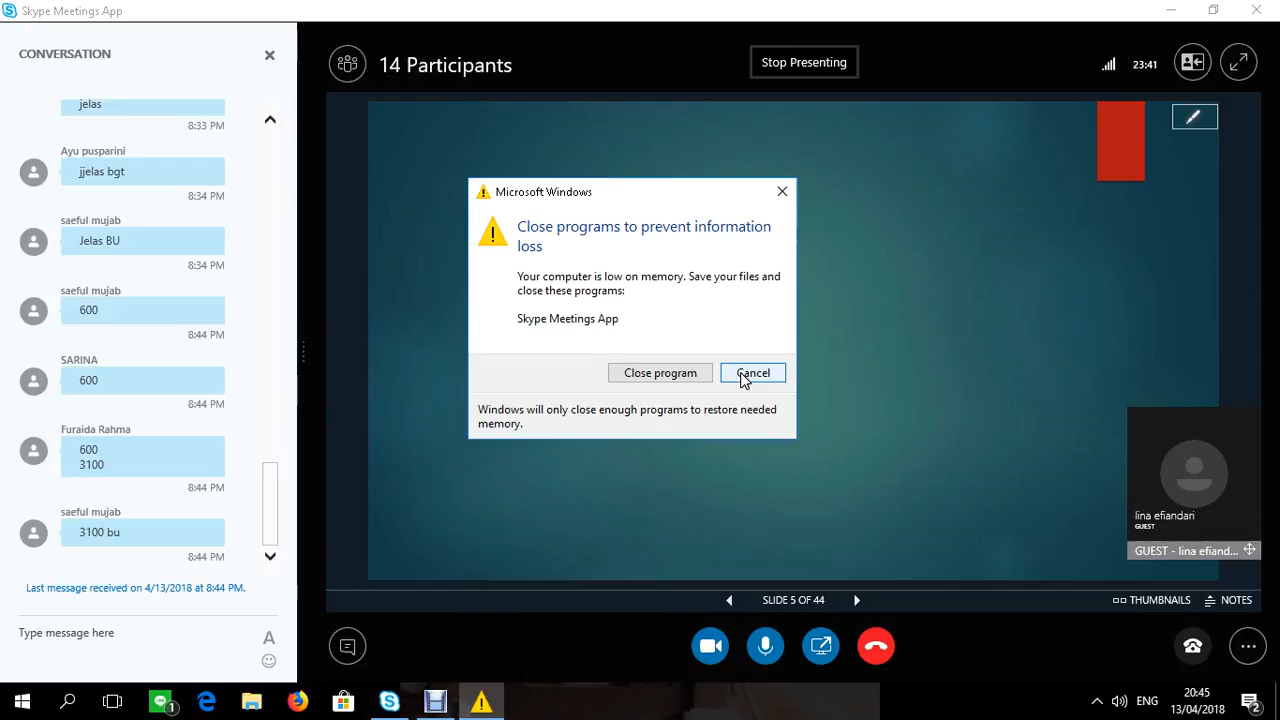 Skype Meetings App
CONVERSATION
jelas
8:33 PM
Ayu pusparini
jjelas bgt
8:34 PM
saeful mujab
Jelas BU
8:34 PM
saeful mujab
600
8:44 PM
SARINA
600
8:44 PM
Furaida Rahma
600
3100
8:44 PM
saeful mujab
3100 bu
8:44 PM
Last message received on 4/13/2018 at 8:44 PM.
Type message here
A
14 Participants
Stop Presenting
23:41
Microsoft Windows
Close programs to prevent information
loss
Your computer is low on memory. Save your files and
close these programs:
Skype Meetings App
Close program
Cancel
Windows will only close enough programs to restore needed
memory.
lina efiandari
GUEST
GUEST - lina efiand...
SLIDE 5 OF 44
THUMBNAILS
NOTES
1
ENG
20:45
13/04/2018
2